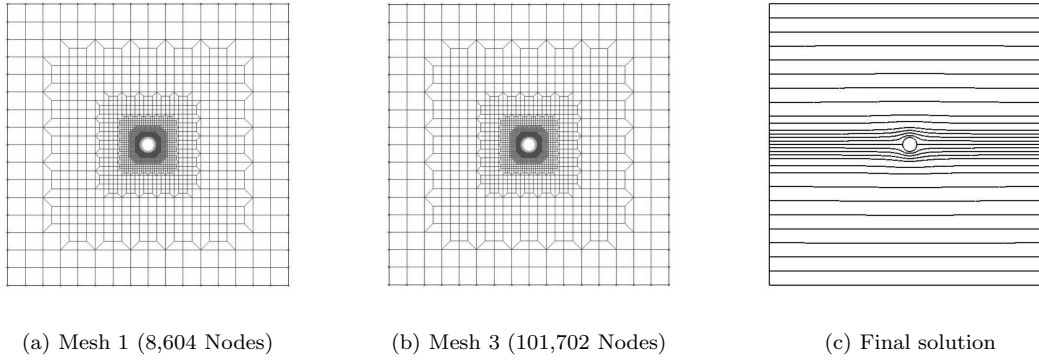 (a) Mesh 1 (8,604 Nodes)
(b) Mesh 3 (101,702 Nodes)
(c) Final solution